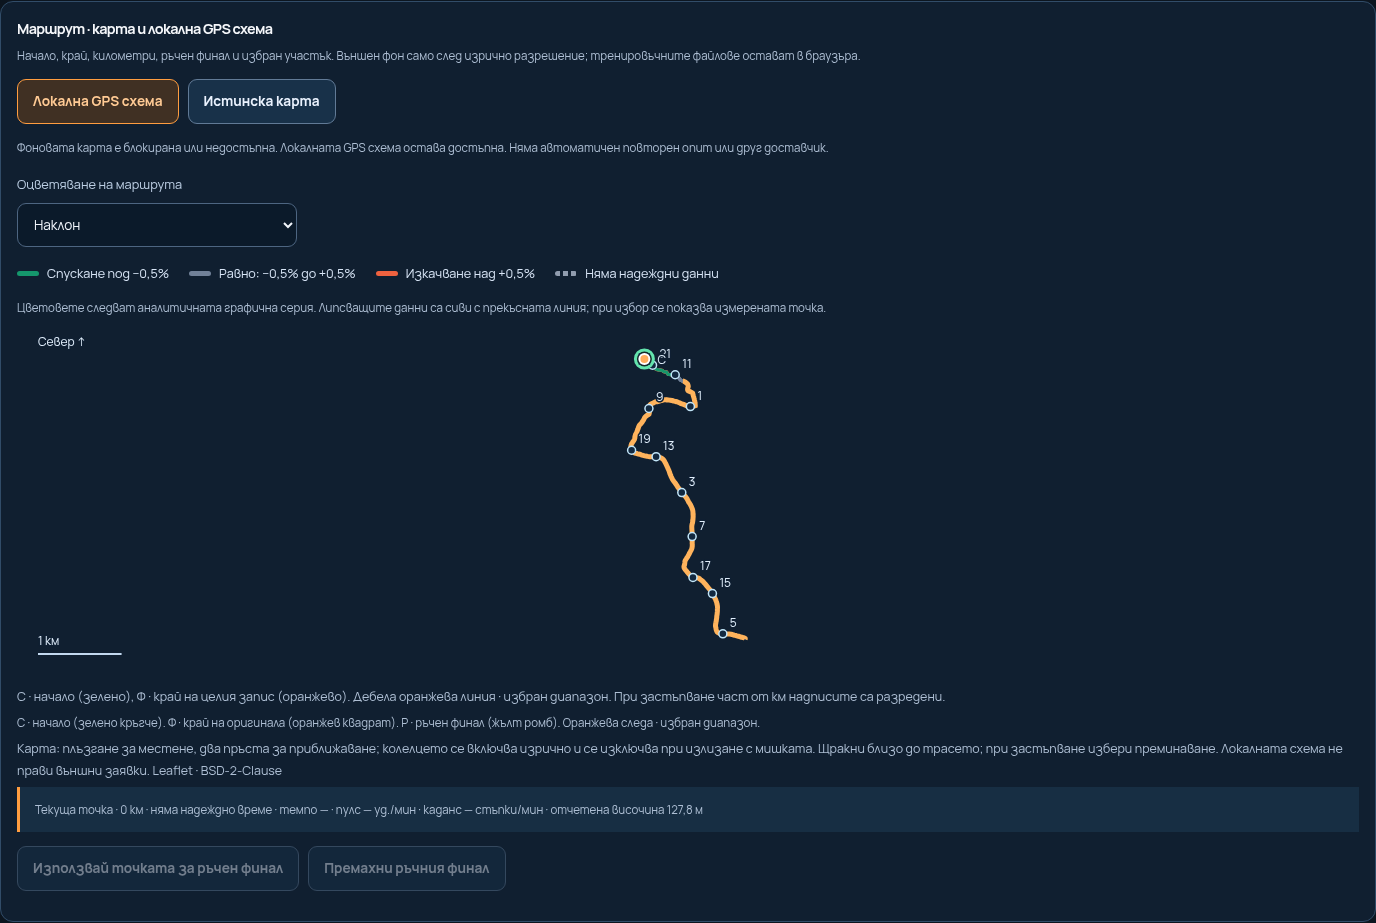 Маршрут · карта и локална GPS схема
Начало, край, километри, ръчен финал и избран участък. Външен фон само след изрично разрешение; тренировъчните файлове остават в браузъра.
Локална GPS схема
Истинска карта
Фоновата карта е блокирана или недостъпна. Локалната GPS схема остава достъпна. Няма автоматичен повторен опит или друг доставчик.
Оцветяване на маршрута
Наклон
Спускане под −0,5%
Равно: −0,5% до +0,5%
Изкачване над +0,5%
Няма надеждни данни
Цветовете следват аналитичната графична серия. Липсващите данни са сиви с прекъсната линия; при избор се показва измерената точка.
Север ↑
21
С
11
1
9
19
13
3
7
17
15
5
1 км
С · начало (зелено), Ф · край на целия запис (оранжево). Дебела оранжева линия · избран диапазон. При застъпване част от км надписите са разредени.
С · начало (зелено кръгче). Ф · край на оригинала (оранжев квадрат). Р · ръчен финал (жълт ромб). Оранжева следа · избран диапазон.
Карта: плъзгане за местене, два пръста за приближаване; колелцето се включва изрично и се изключва при излизане с мишката. Щракни близо до трасето; при застъпване избери преминаване. Локалната схема не
прави външни заявки. Leaflet · BSD-2-Clause
Текуща точка · 0 км · няма надеждно време · темпо — · пулс — уд./мин · каданс — стъпки/мин · отчетена височина 127,8 м
Използвай точката за ръчен финал
Премахни ръчния финал